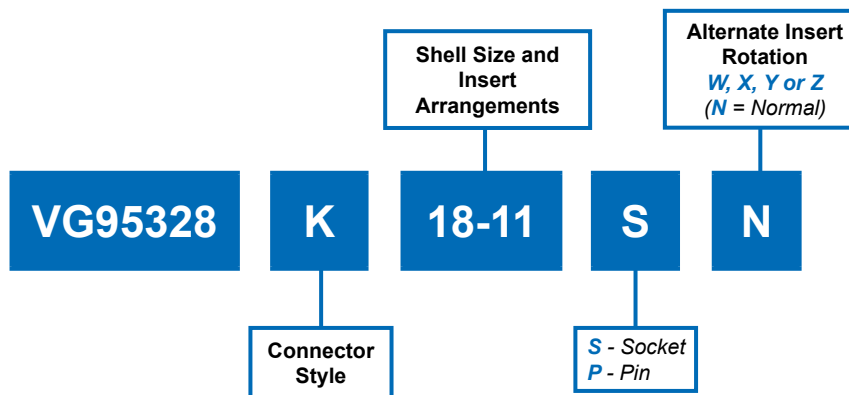 Shell Size and
Insert
Arrangements
Alternate Insert
Rotation
W, X, Y or Z
(N = Normal)
VG95328
K
18-11
S
N
Connector
Style
S - Socket
P - Pin